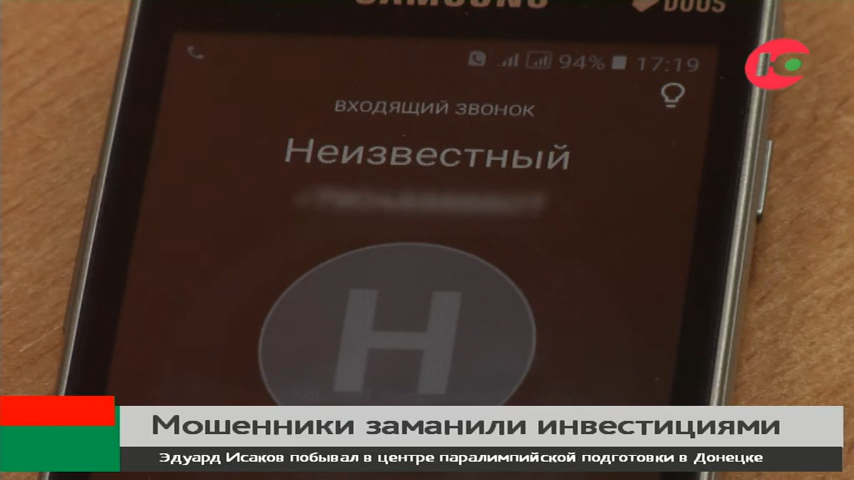 SAMSUNG
DUOS
94% 17:19
ВХОДЯЩИЙ ЗВОНОК
Неизвестный
Н
Мошенники заманили инвестициями
Эдуард Исаков побывал в центре паралимпийской подготовки в Донецке